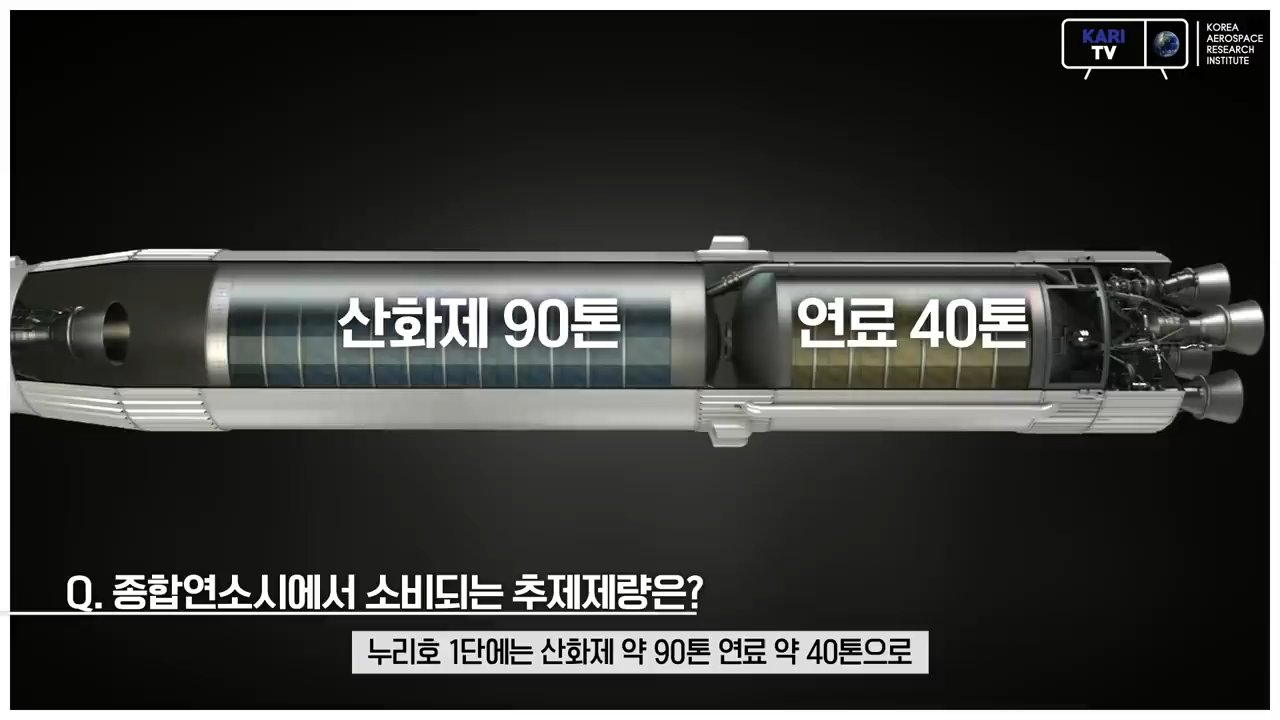 KARI
TV
KOREA
AEROSPACE
RESEARCH
INSTITUTE
산화제 90톤
연료 40톤
Q. 종합연소시에서 소비되는 추제제량은?
누리호 1단에는 산화제 약 90톤 연료 약 40톤으로